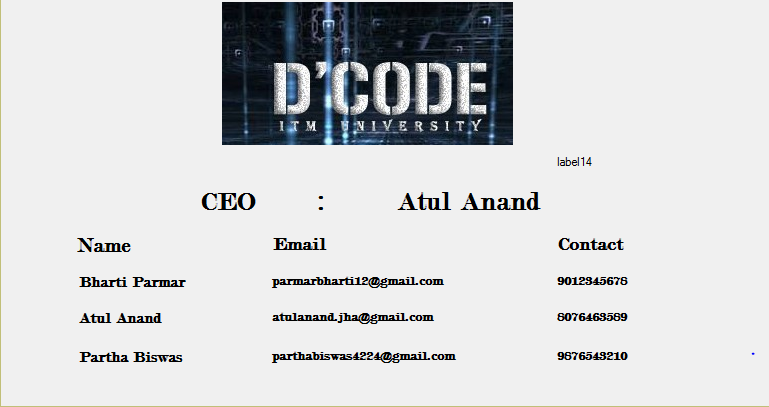 D'CODE
ITM UNIVERSITY
label14
CEO : Atul Anand
Name Email Contact
Bharti Parmar parmarbharti12@gmail.com 9012345678
Atul Anand atulanand.jha@gmail.com 8076463589
Partha Biswas parthabiswas4224@gmail.com 9876543210